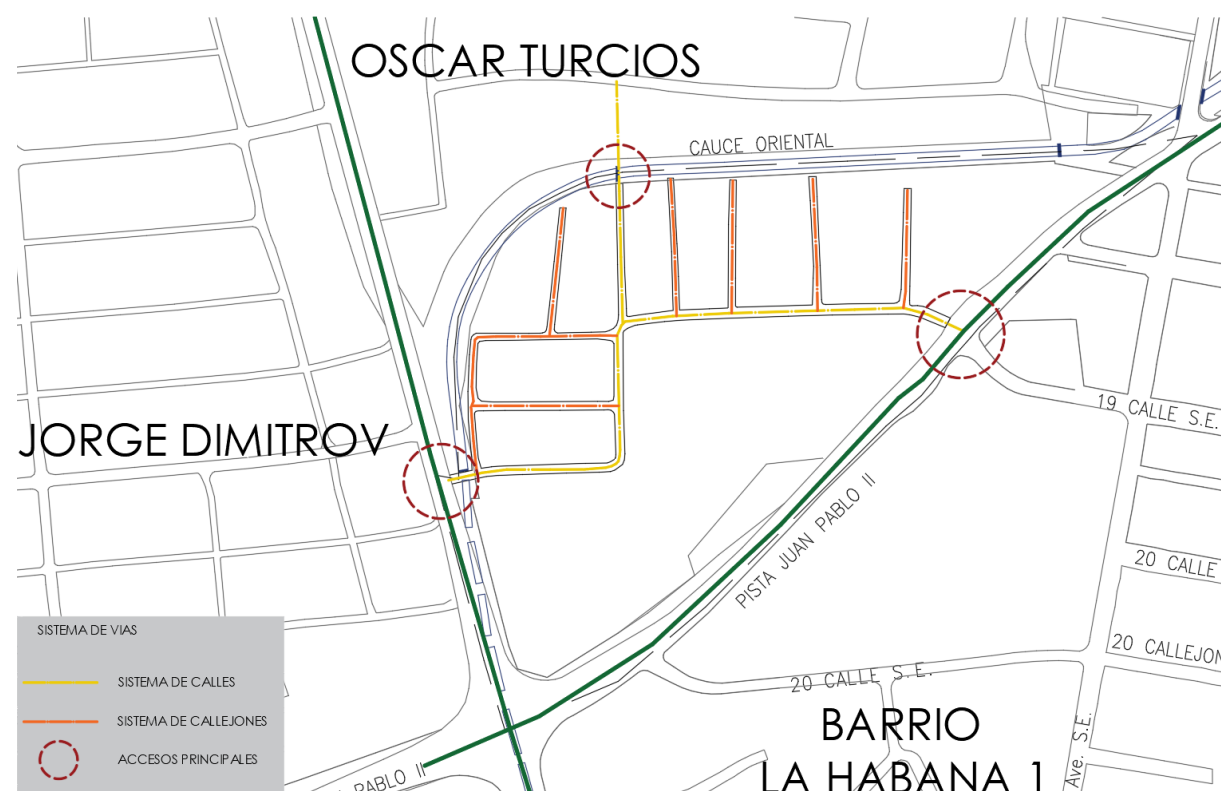 OSCAR TURCIOS
CAUCE ORIENTAL
19 CALLE S.E.
JORGE DIMITROV
PISTA JUAN PABLO II
20 CALLE
SISTEMA DE VIAS
20 CALLEJON
20 CALLE S.E.
SISTEMA DE CALLES
SISTEMA DE CALLEJONES
BARRIO
LA HABANA 1
Ave. S.E.
ACCESOS PRINCIPALES
PABLO II